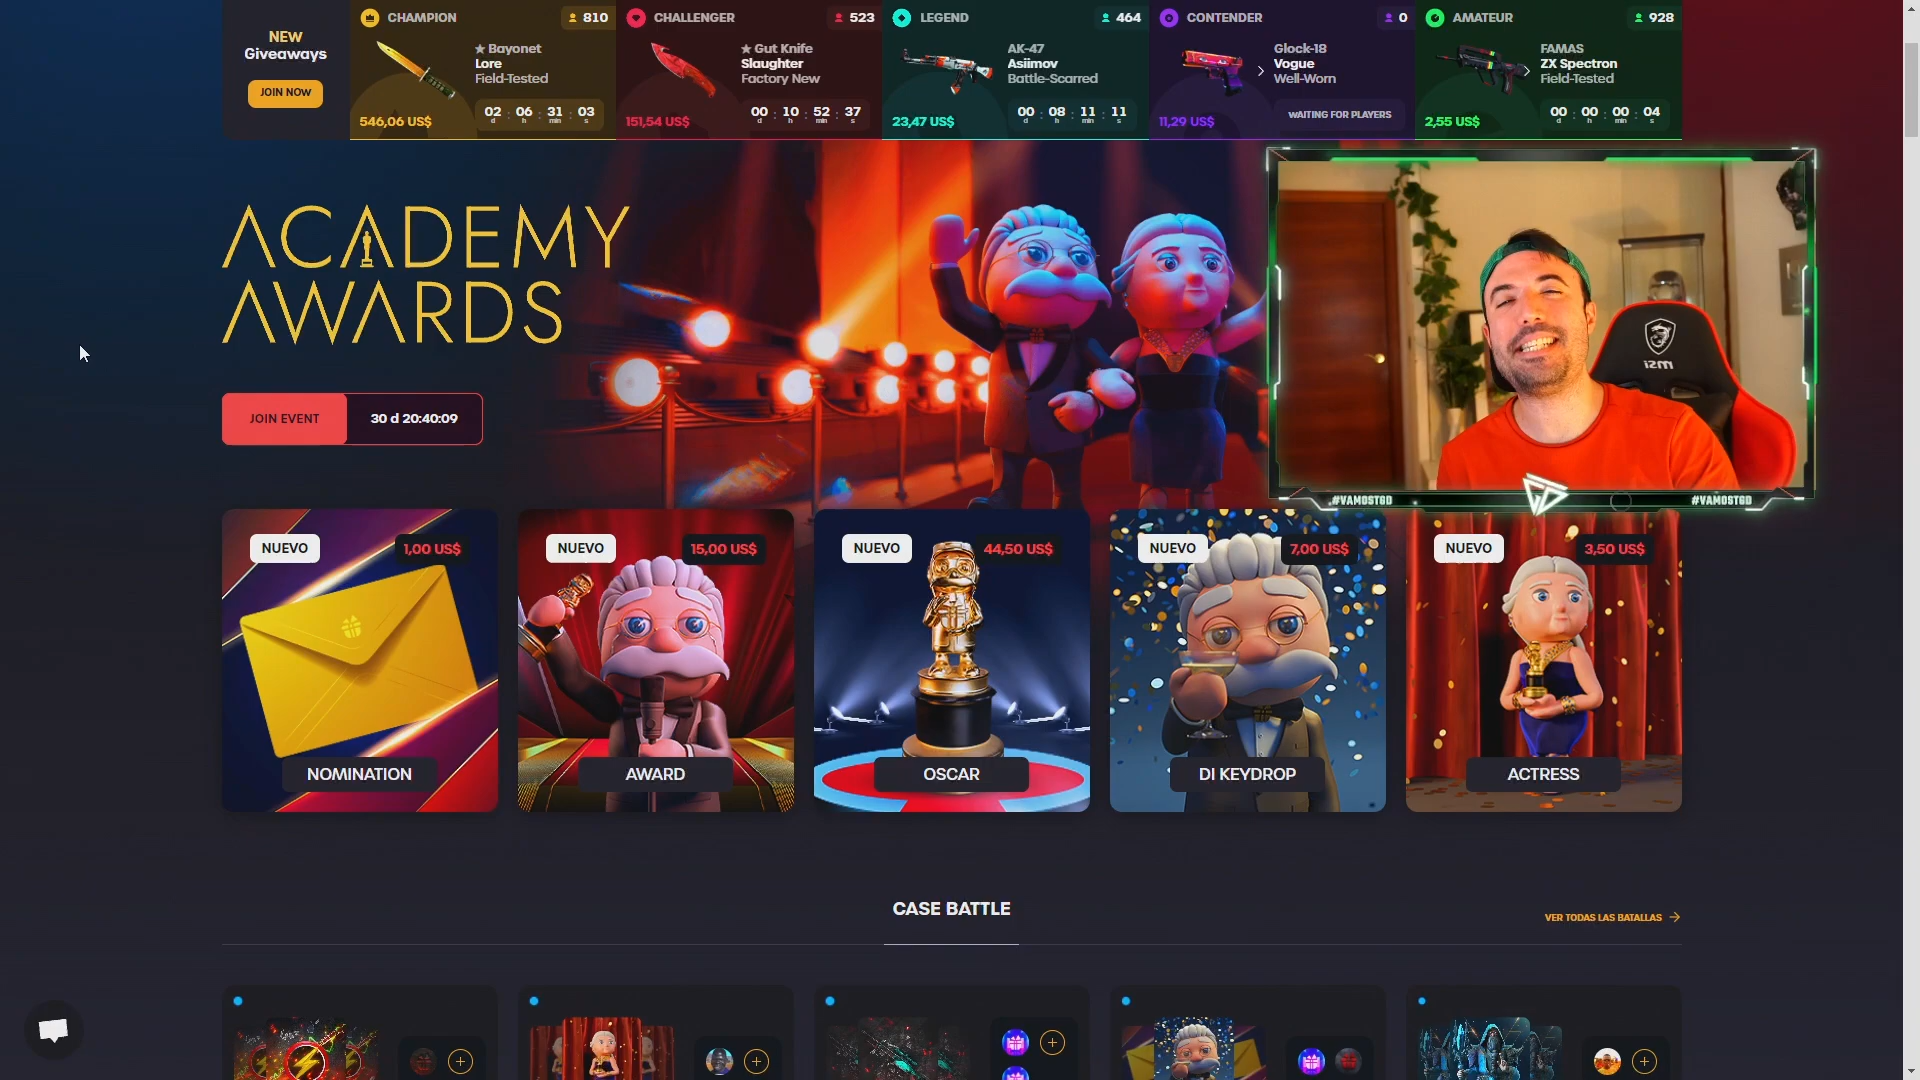 NEW
Giveaways
JOIN NOW
CHAMPION
810
★ Bayonet
Lore
Field-Tested
546,06 US$
02 : 06 : 31 : 03
d h min s
CHALLENGER
523
★ Gut Knife
Slaughter
Factory New
151,54 US$
00 : 10 : 52 : 37
d h min s
LEGEND
464
AK-47
Asiimov
Battle-Scarred
23,47 US$
00 : 08 : 11 : 11
d h min s
CONTENDER
0
Glock-18
Vogue
Well-Worn
11,29 US$
WAITING FOR PLAYERS
AMATEUR
928
FAMAS
ZX Spectron
Field-Tested
2,55 US$
00 : 00 : 00 : 04
d h min s
ACADEMY
AWARDS
JOIN EVENT
30 d 20:40:09
msi
#VAMOSTGD
#VAMOSTGD
NUEVO
1,00 US$
NOMINATION
NUEVO
15,00 US$
AWARD
NUEVO
44,50 US$
OSCAR
NUEVO
7,00 US$
DI KEYDROP
NUEVO
3,50 US$
ACTRESS
CASE BATTLE
VER TODAS LAS BATALLAS →